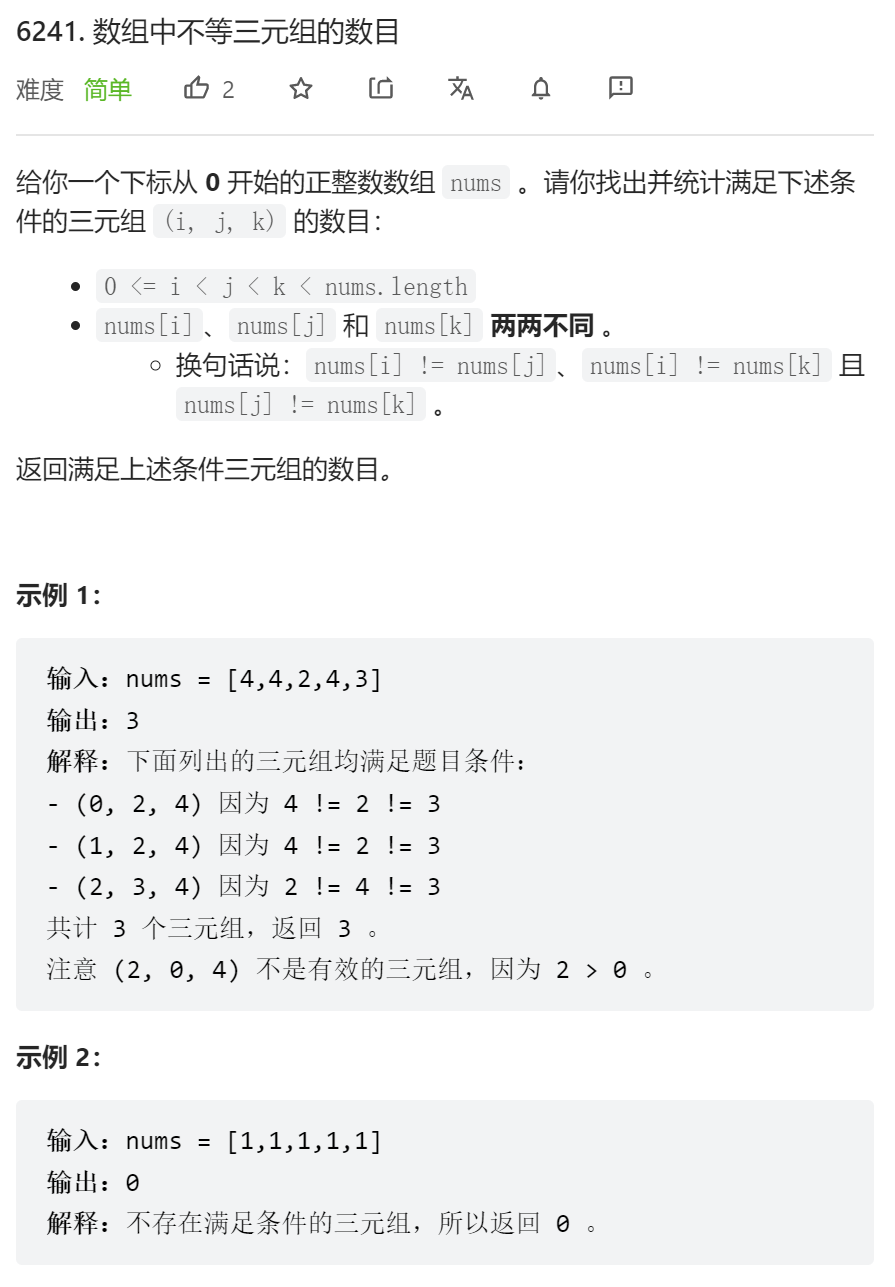 6241. 数组中不等三元组的数目
难度 简单 2
给你一个下标从 0 开始的正整数数组 nums 。请你找出并统计满足下述条
件的三元组 (i, j, k) 的数目：
0 <= i < j < k < nums.length
nums[i]、nums[j] 和 nums[k] 两两不同 。
换句话说：nums[i] != nums[j]、nums[i] != nums[k] 且
nums[j] != nums[k] 。
返回满足上述条件三元组的数目。
示例 1：
输入：nums = [4,4,2,4,3]
输出：3
解释：下面列出的三元组均满足题目条件：
- (0, 2, 4) 因为 4 != 2 != 3
- (1, 2, 4) 因为 4 != 2 != 3
- (2, 3, 4) 因为 2 != 4 != 3
共计 3 个三元组，返回 3 。
注意 (2, 0, 4) 不是有效的三元组，因为 2 > 0 。
示例 2：
输入：nums = [1,1,1,1,1]
输出：0
解释：不存在满足条件的三元组，所以返回 0 。